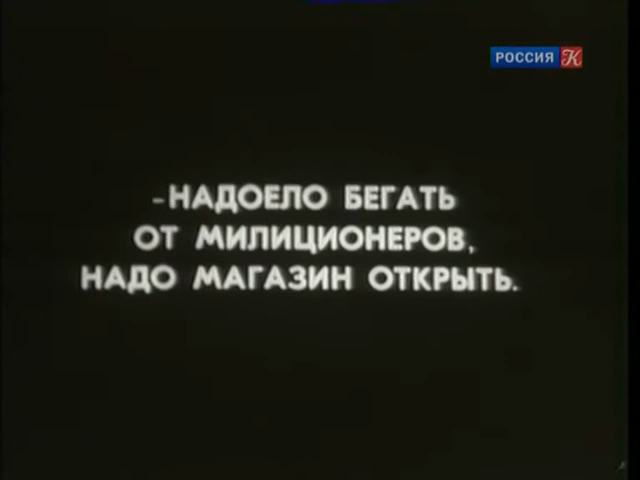 РОССИЯ К
-НАДОЕЛО БЕГАТЬ
ОТ МИЛИЦИОНЕРОВ,
НАДО МАГАЗИН ОТКРЫТЬ.